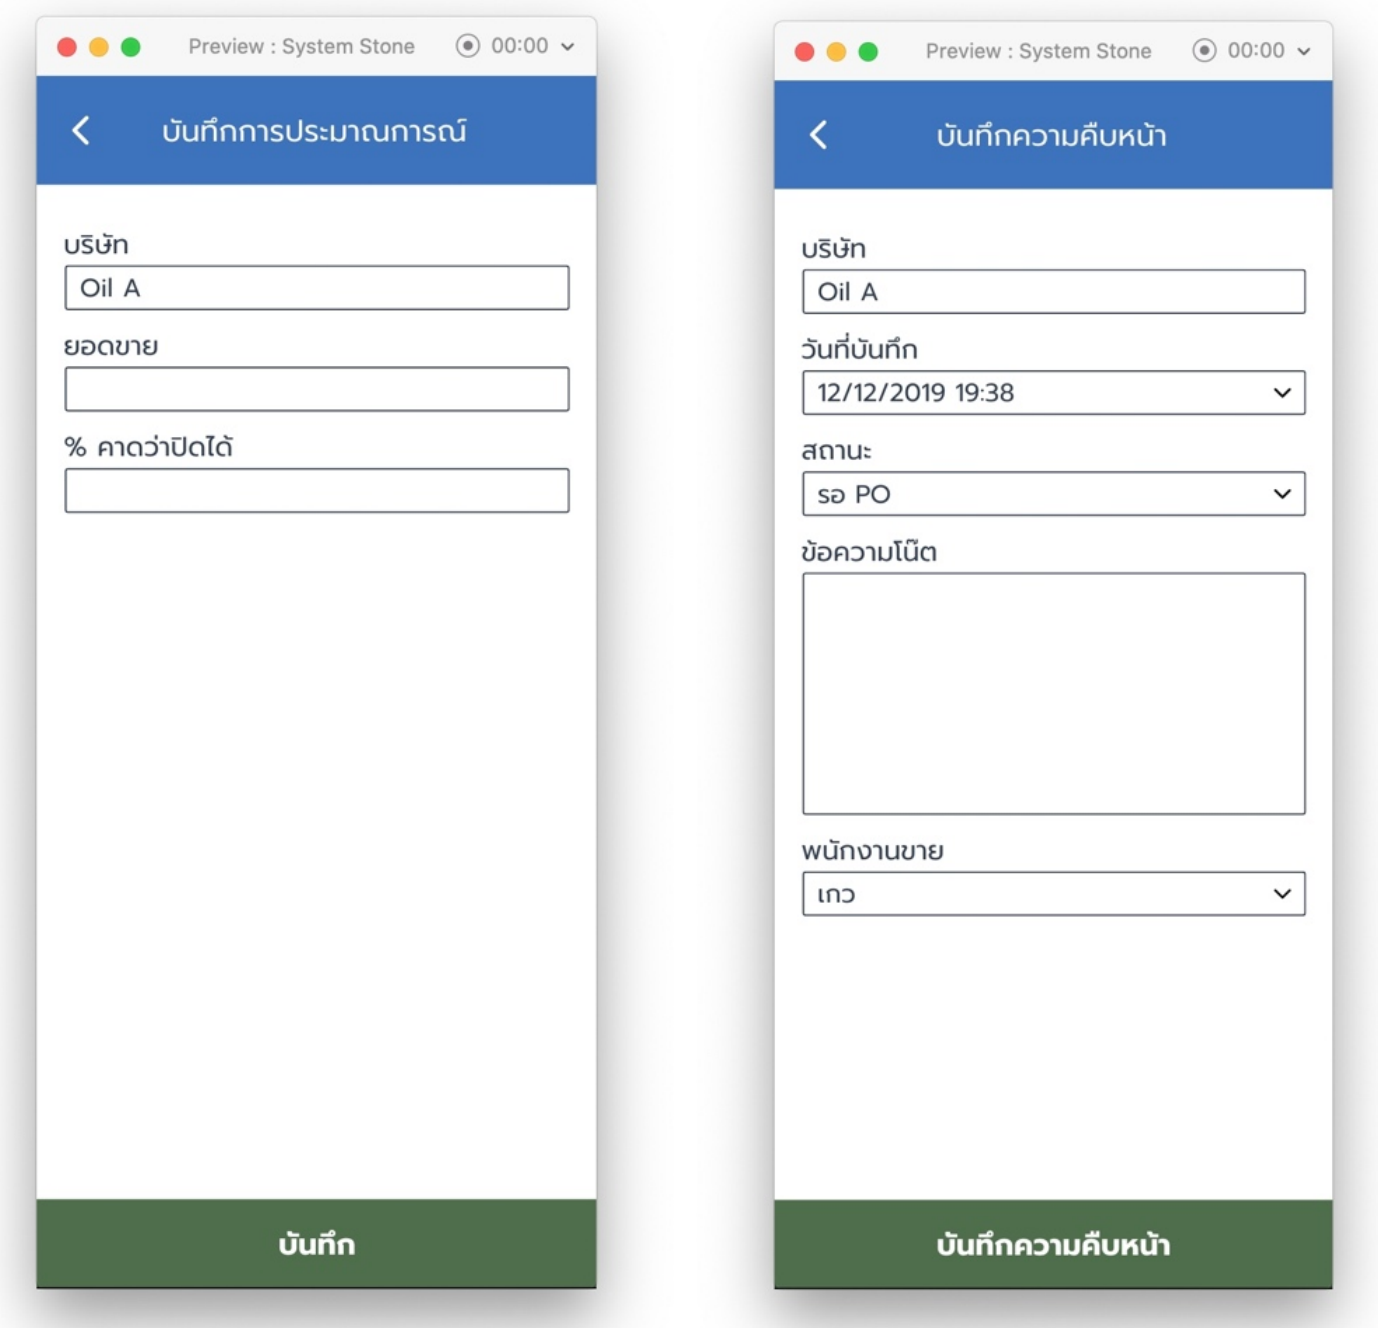 Preview : System Stone 00:00
บันทึกการประมาณการณ์
บริษัท
Oil A
ยอดขาย
% คาดว่าปิดได้
บันทึก
Preview : System Stone 00:00
บันทึกความคืบหน้า
บริษัท
Oil A
วันที่บันทึก
12/12/2019 19:38
สถานะ
รอ PO
ข้อความโน๊ต
พนักงานขาย
เกว
บันทึกความคืบหน้า